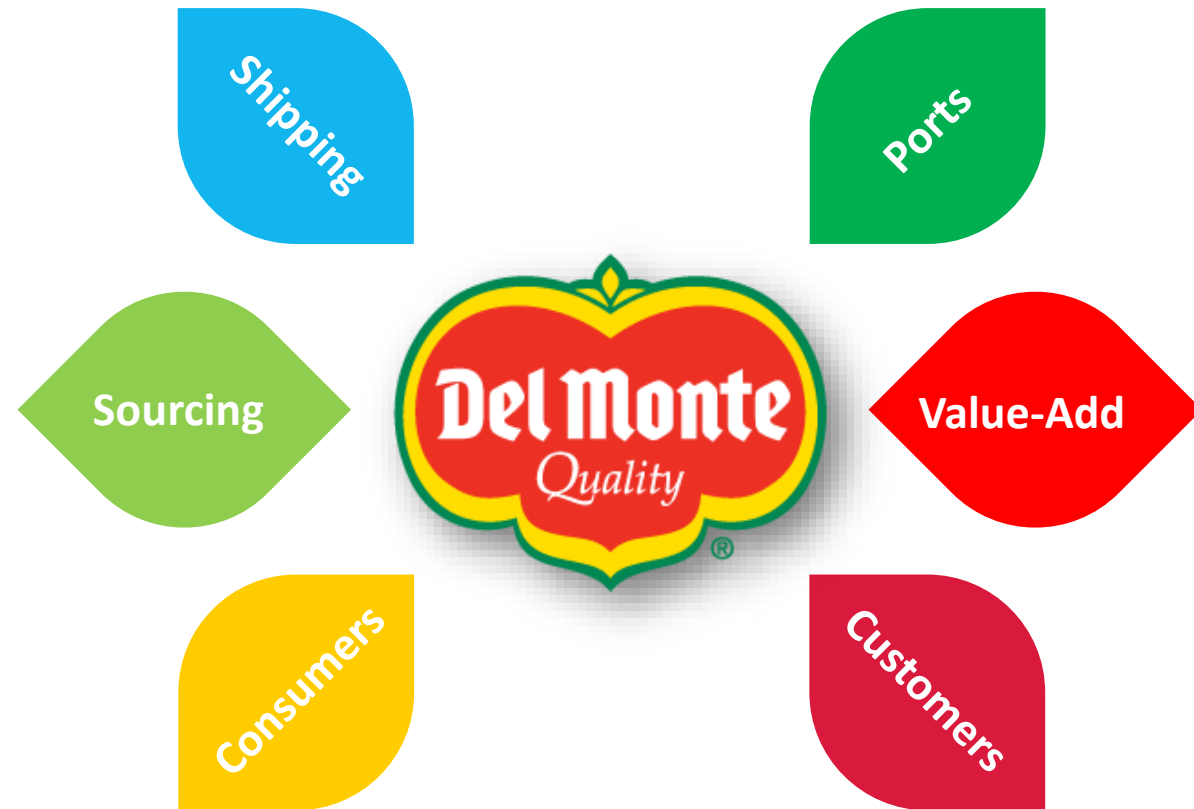 Shipping
Ports
Sourcing
Del Monte
Quality
®
Value-Add
Consumers
Customers